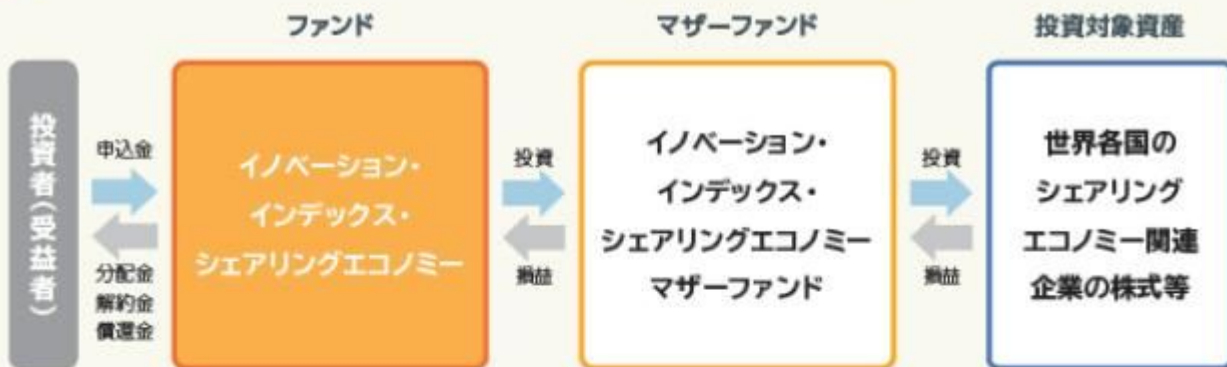 ファンド
マザーファンド
投資対象資産
投資者(受益者)
申込金
分配金
解約金
償還金
イノベーション・
インデックス・
シェアリングエコノミー
投資
損益
イノベーション・
インデックス・
シェアリングエコノミー
マザーファンド
投資
損益
世界各国の
シェアリング
エコノミー関連
企業の株式等